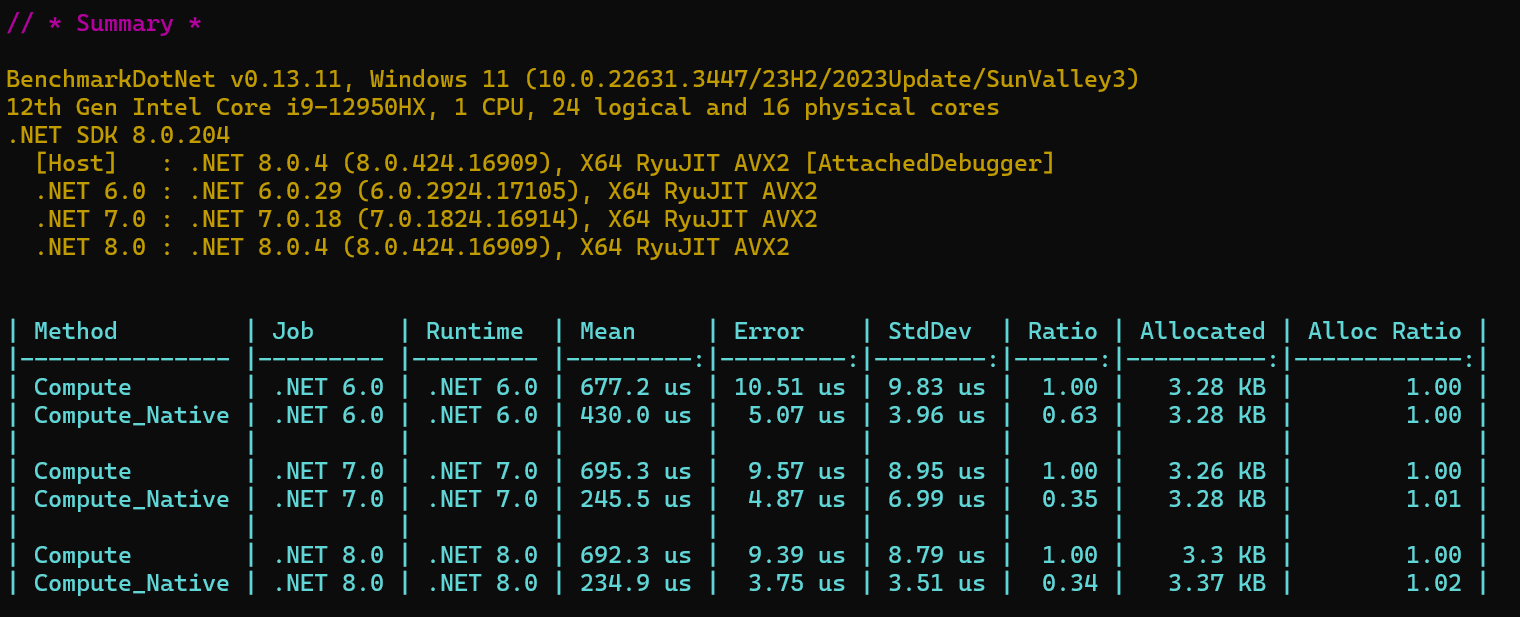 // * Summary *
BenchmarkDotNet v0.13.11, Windows 11 (10.0.22631.3447/23H2/2023Update/SunValley3)
12th Gen Intel Core i9-12950HX, 1 CPU, 24 logical and 16 physical cores
.NET SDK 8.0.204
  [Host]   : .NET 8.0.4 (8.0.424.16909), X64 RyuJIT AVX2 [AttachedDebugger]
  .NET 6.0 : .NET 6.0.29 (6.0.2924.17105), X64 RyuJIT AVX2
  .NET 7.0 : .NET 7.0.18 (7.0.1824.16914), X64 RyuJIT AVX2
  .NET 8.0 : .NET 8.0.4 (8.0.424.16909), X64 RyuJIT AVX2
| Method         | Job      | Runtime  | Mean     | Error    | StdDev  | Ratio | Allocated | Alloc Ratio |
|--------------- |--------- |--------- |---------:|---------:|--------:|------:|----------:|------------:|
| Compute        | .NET 6.0 | .NET 6.0 | 677.2 us | 10.51 us | 9.83 us |  1.00 |   3.28 KB |        1.00 |
| Compute_Native | .NET 6.0 | .NET 6.0 | 430.0 us |  5.07 us | 3.96 us |  0.63 |   3.28 KB |        1.00 |
|                |          |          |          |          |         |       |           |             |
| Compute        | .NET 7.0 | .NET 7.0 | 695.3 us |  9.57 us | 8.95 us |  1.00 |   3.26 KB |        1.00 |
| Compute_Native | .NET 7.0 | .NET 7.0 | 245.5 us |  4.87 us | 6.99 us |  0.35 |   3.28 KB |        1.01 |
|                |          |          |          |          |         |       |           |             |
| Compute        | .NET 8.0 | .NET 8.0 | 692.3 us |  9.39 us | 8.79 us |  1.00 |    3.3 KB |        1.00 |
| Compute_Native | .NET 8.0 | .NET 8.0 | 234.9 us |  3.75 us | 3.51 us |  0.34 |   3.37 KB |        1.02 |